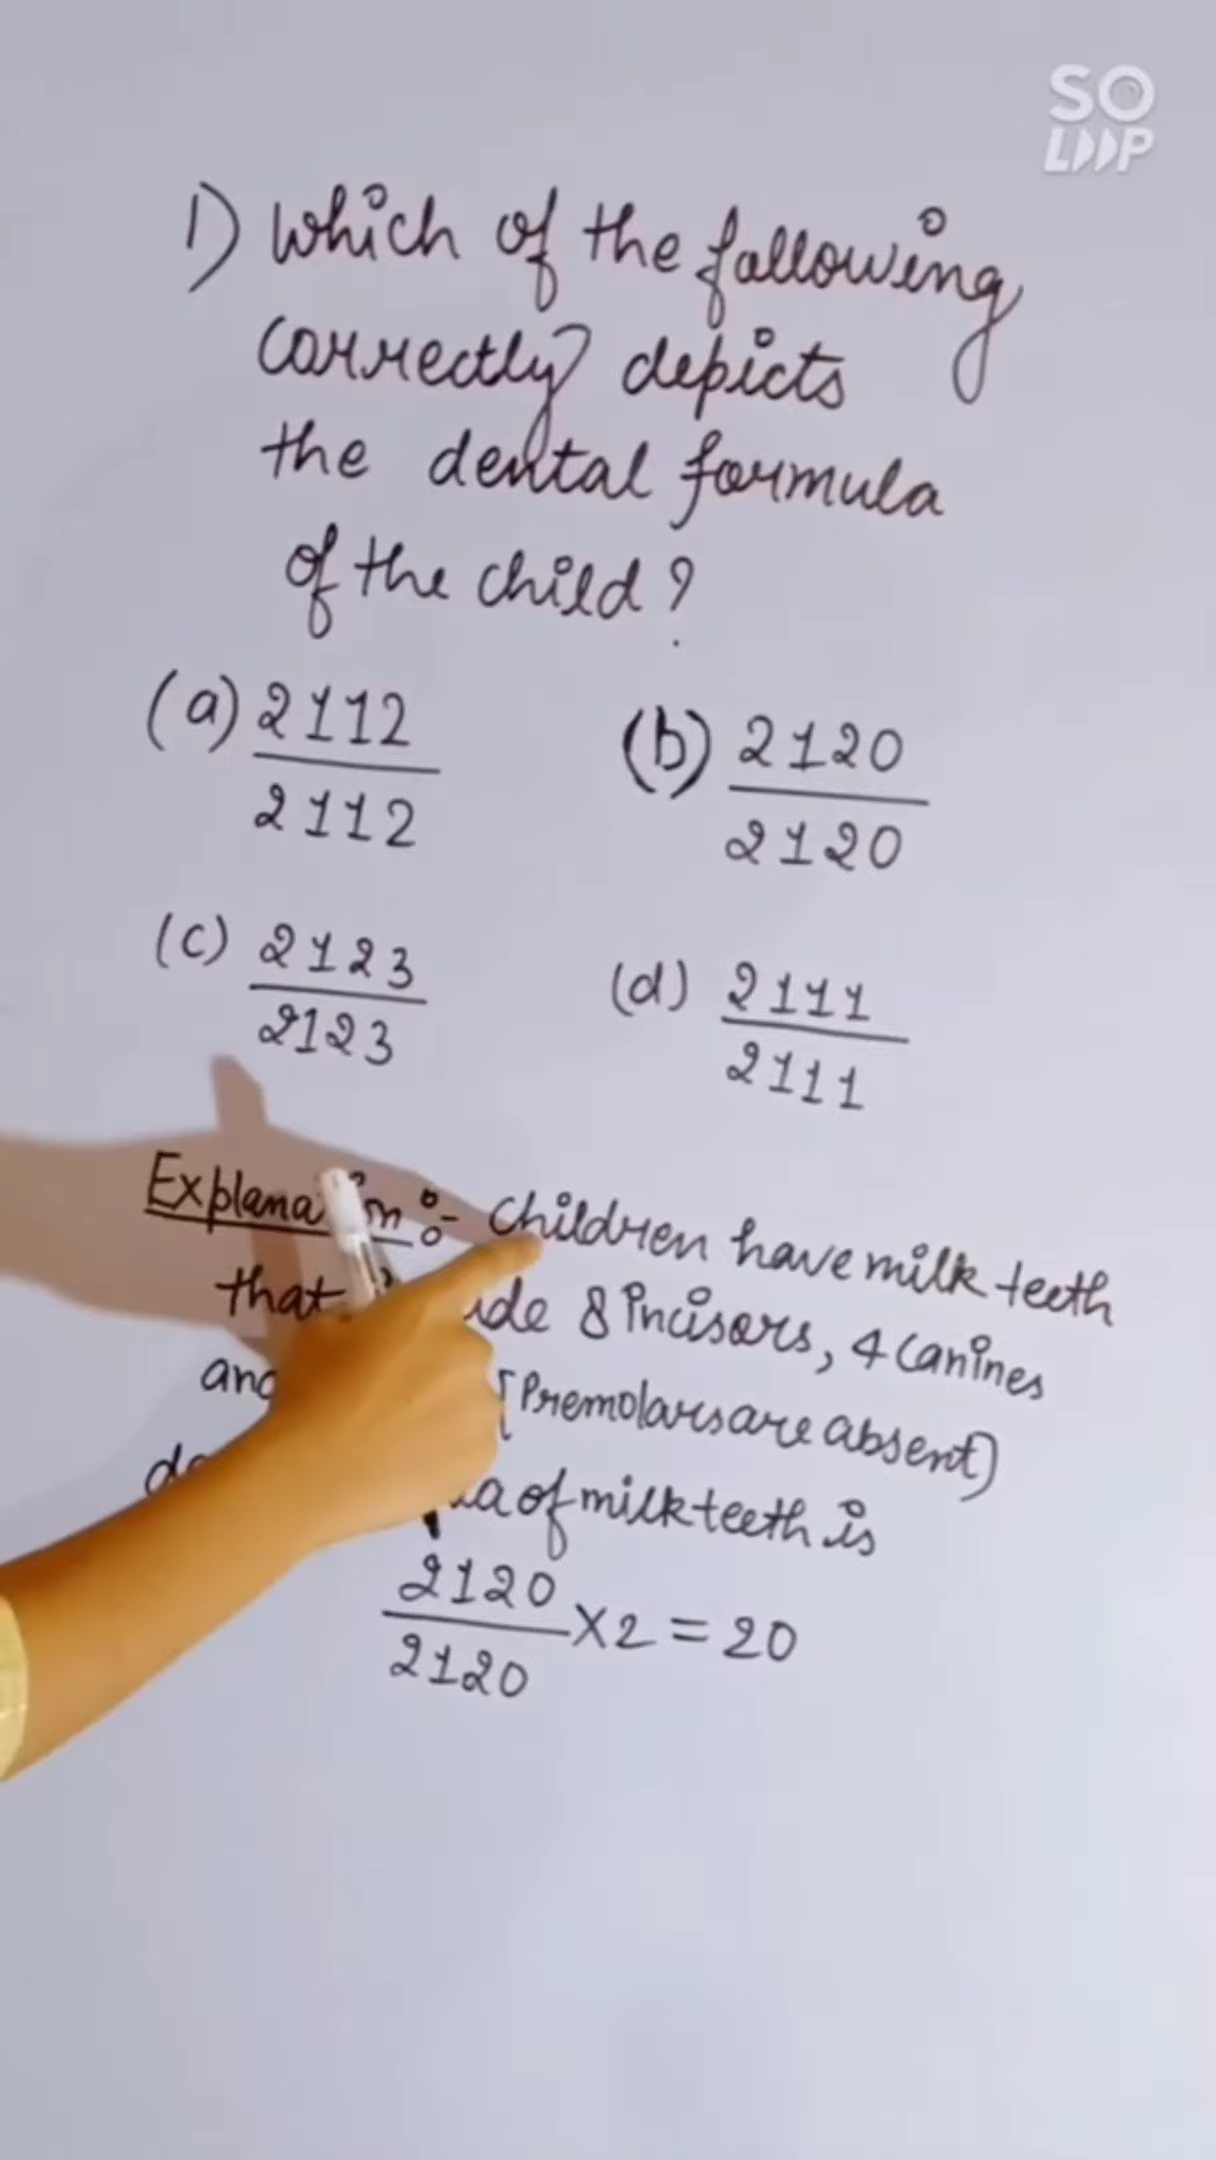 SO
LOOP
1) Which of the following
correctly depicts
the dental formula
of the child?
(a) 2112
2112
(b) 2120
2120
(c) 2123
2123
(d) 2111
2111
Explanation :- Children have milk teeth
that 8 incisors, 4 canines
[Premolars are absent)
of milk teeth is
2120
2120
×2 = 20